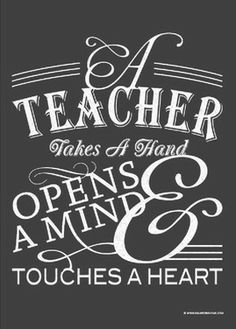 A
TEACHER
Takes A Hand
OPENS
A MIND &
TOUCHES A HEART